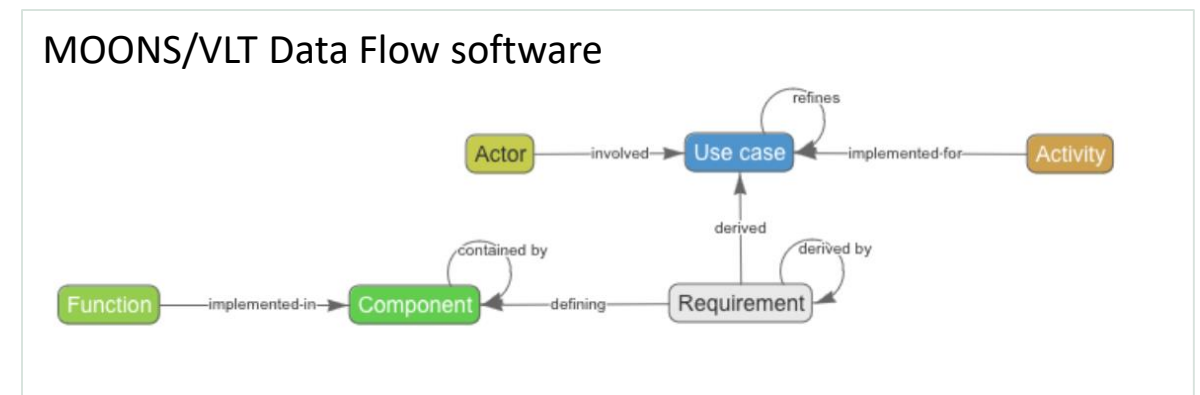 MOONS/VLT Data Flow software
refines
Actor
involved
Use case
implemented-for
Activity
derived
contained by
derived by
Function
implemented-in
Component
defining
Requirement